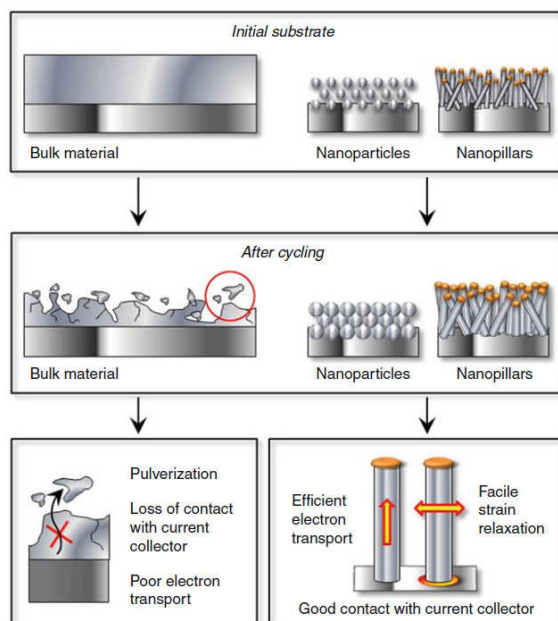 Initial substrate
Bulk material
Nanoparticles
Nanopillars
After cycling
Bulk material
Nanoparticles
Nanopillars
Pulverization
Loss of contact
with current
collector
Poor electron
transport
Efficient
electron
transport
Facile
strain
relaxation
Good contact with current collector